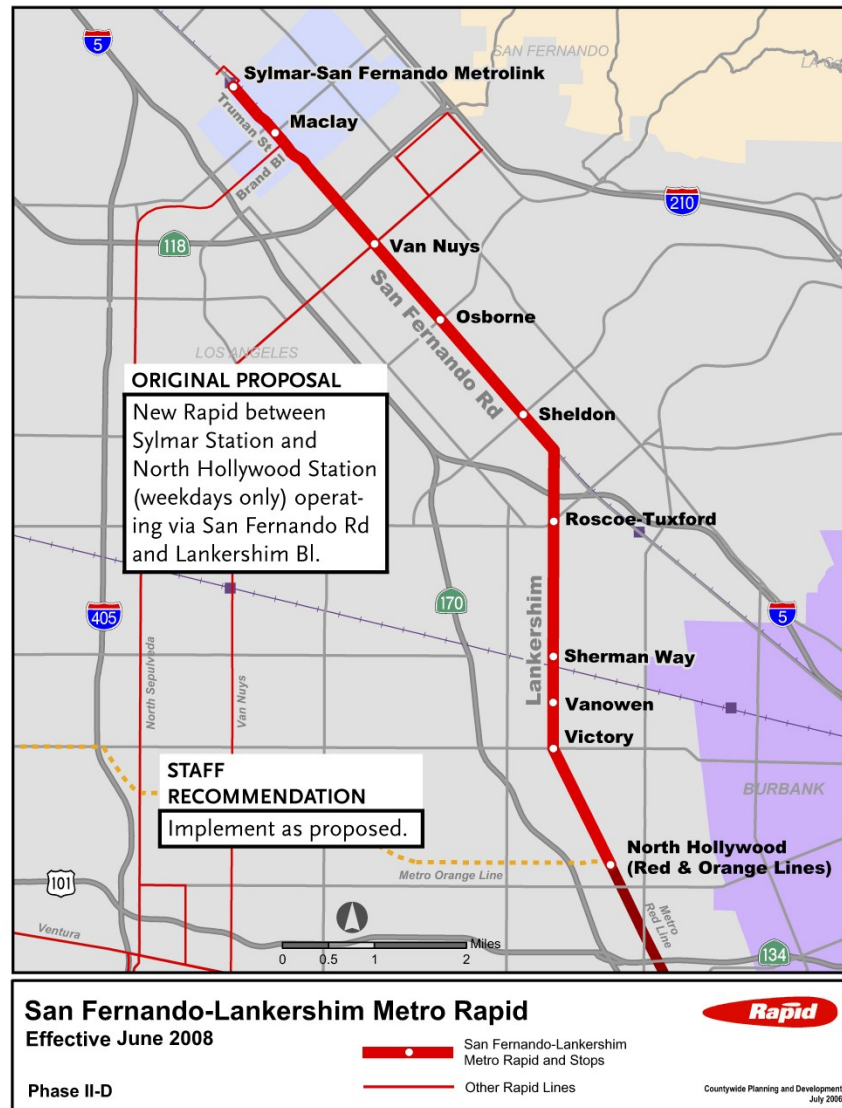 5
SAN FERNANDO
Sylmar-San Fernando Metrolink
Truman St
Maclay
Brand Bl
210
118
Van Nuys
San Fernando Rd
Osborne
LOS ANGELES
ORIGINAL PROPOSAL
New Rapid between
Sylmar Station and
North Hollywood Station
(weekdays only) operat-
ing via San Fernando Rd
and Lankershim Bl.
Sheldon
Roscoe-Tuxford
170
405
5
Lankershim
Sherman Way
North Sepulveda
Van Nuys
Vanowen
Victory
STAFF
RECOMMENDATION
Implement as proposed.
BURBANK
North Hollywood
(Red & Orange Lines)
Metro Orange Line
101
Metro
Red Line
Ventura
Miles
0 0.5 1 2
134
San Fernando-Lankershim Metro Rapid
Effective June 2008
Phase II-D
San Fernando-Lankershim
Metro Rapid and Stops
Other Rapid Lines
Rapid
Countywide Planning and Development
July 2006